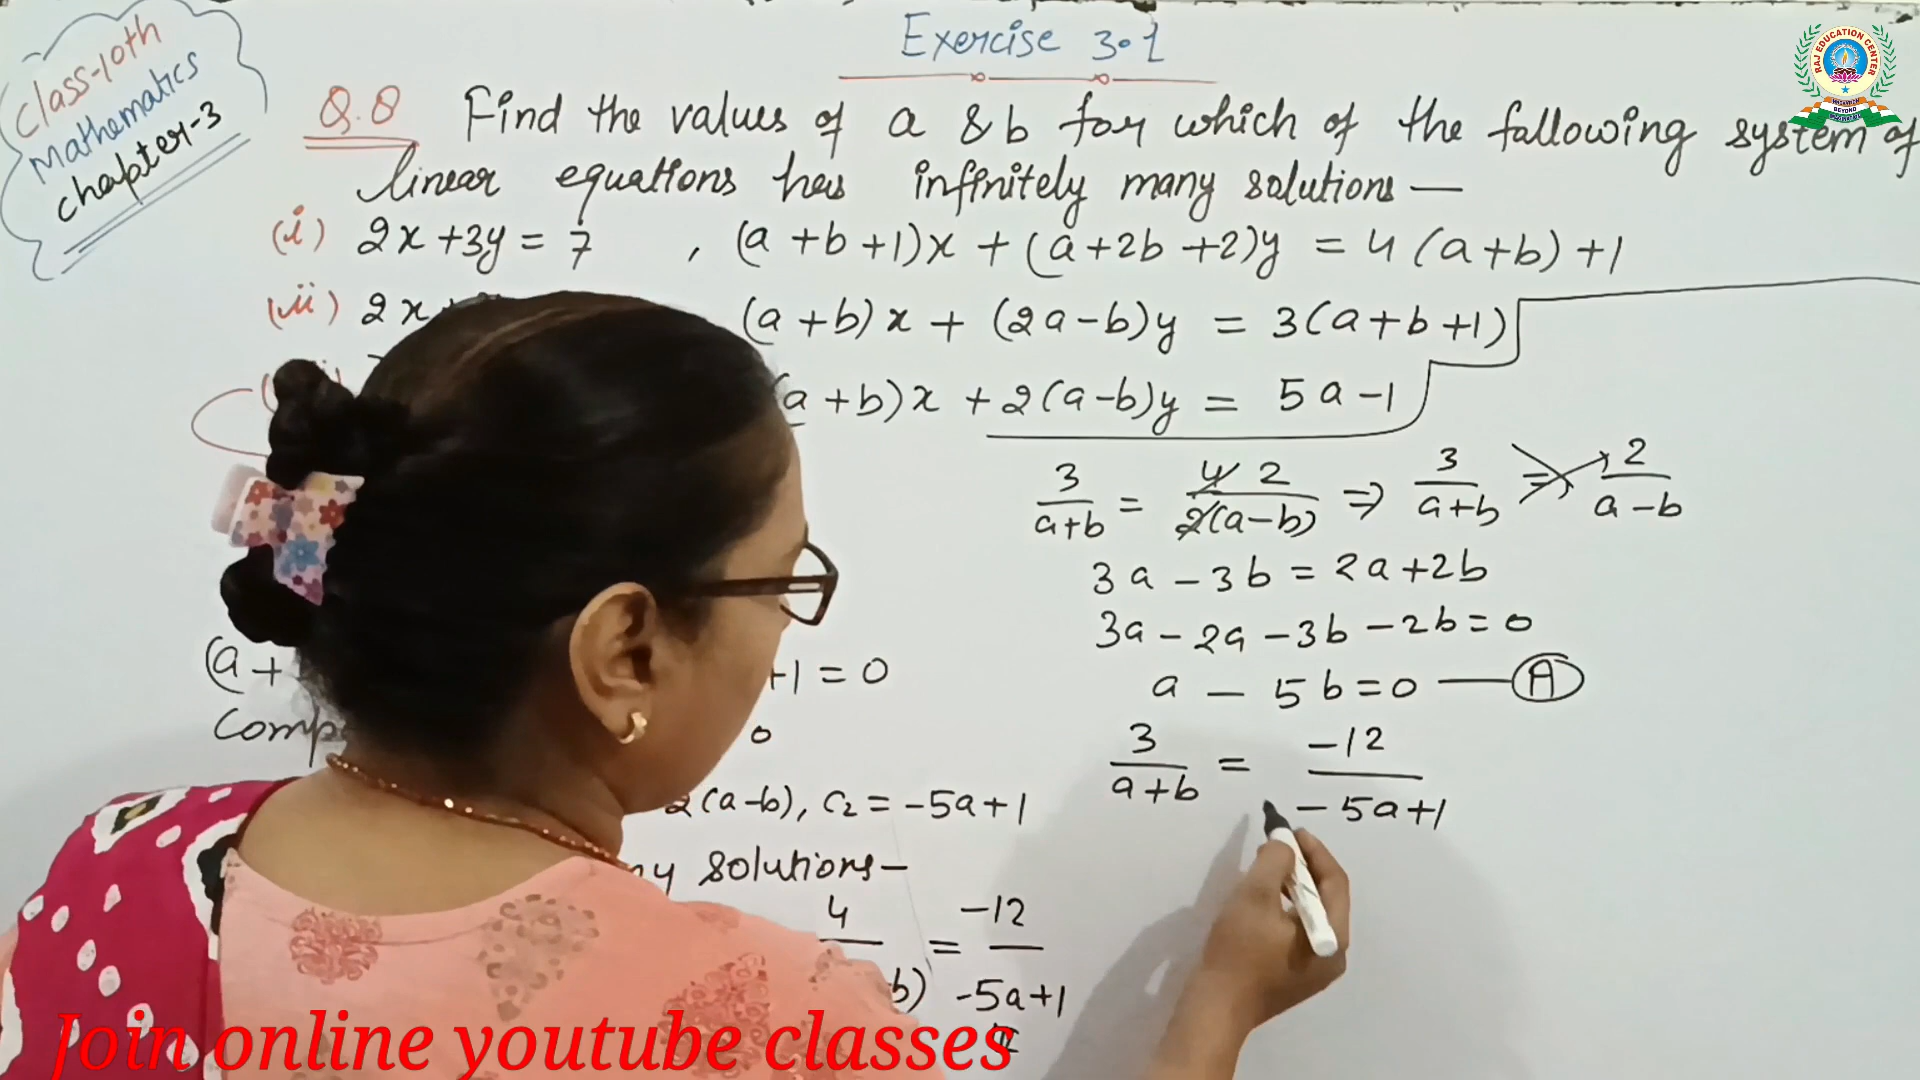 Class-10th
Mathematics
chapter-3
Exercise 3.1
RAJ EDUCATION CENTER
Q.8 Find the values of a & b for which of the fallowing system of
linear equations has infinitely many solutions —
(i) 2x + 3y = 7 , (a + b + 1)x + (a + 2b + 2)y = 4 (a + b) + 1
(ii) 2x (a + b) x + (2a - b)y = 3(a + b + 1)
(a + b)x + 2(a - b)y = 5a - 1
3/(a+b) = 4 2/2(a-b) ⇒ 3/(a+b) = 2/(a-b)
3a - 3b = 2a + 2b
3a - 2a - 3b - 2b = 0
a - 5b = 0 — (A)
3/(a+b) = -12/(-5a+1)
(a + +1 = 0
0
2(a-b), c₂ = -5a+1
solutions—
4 = -12
b) -5a+1
Join online youtube classes